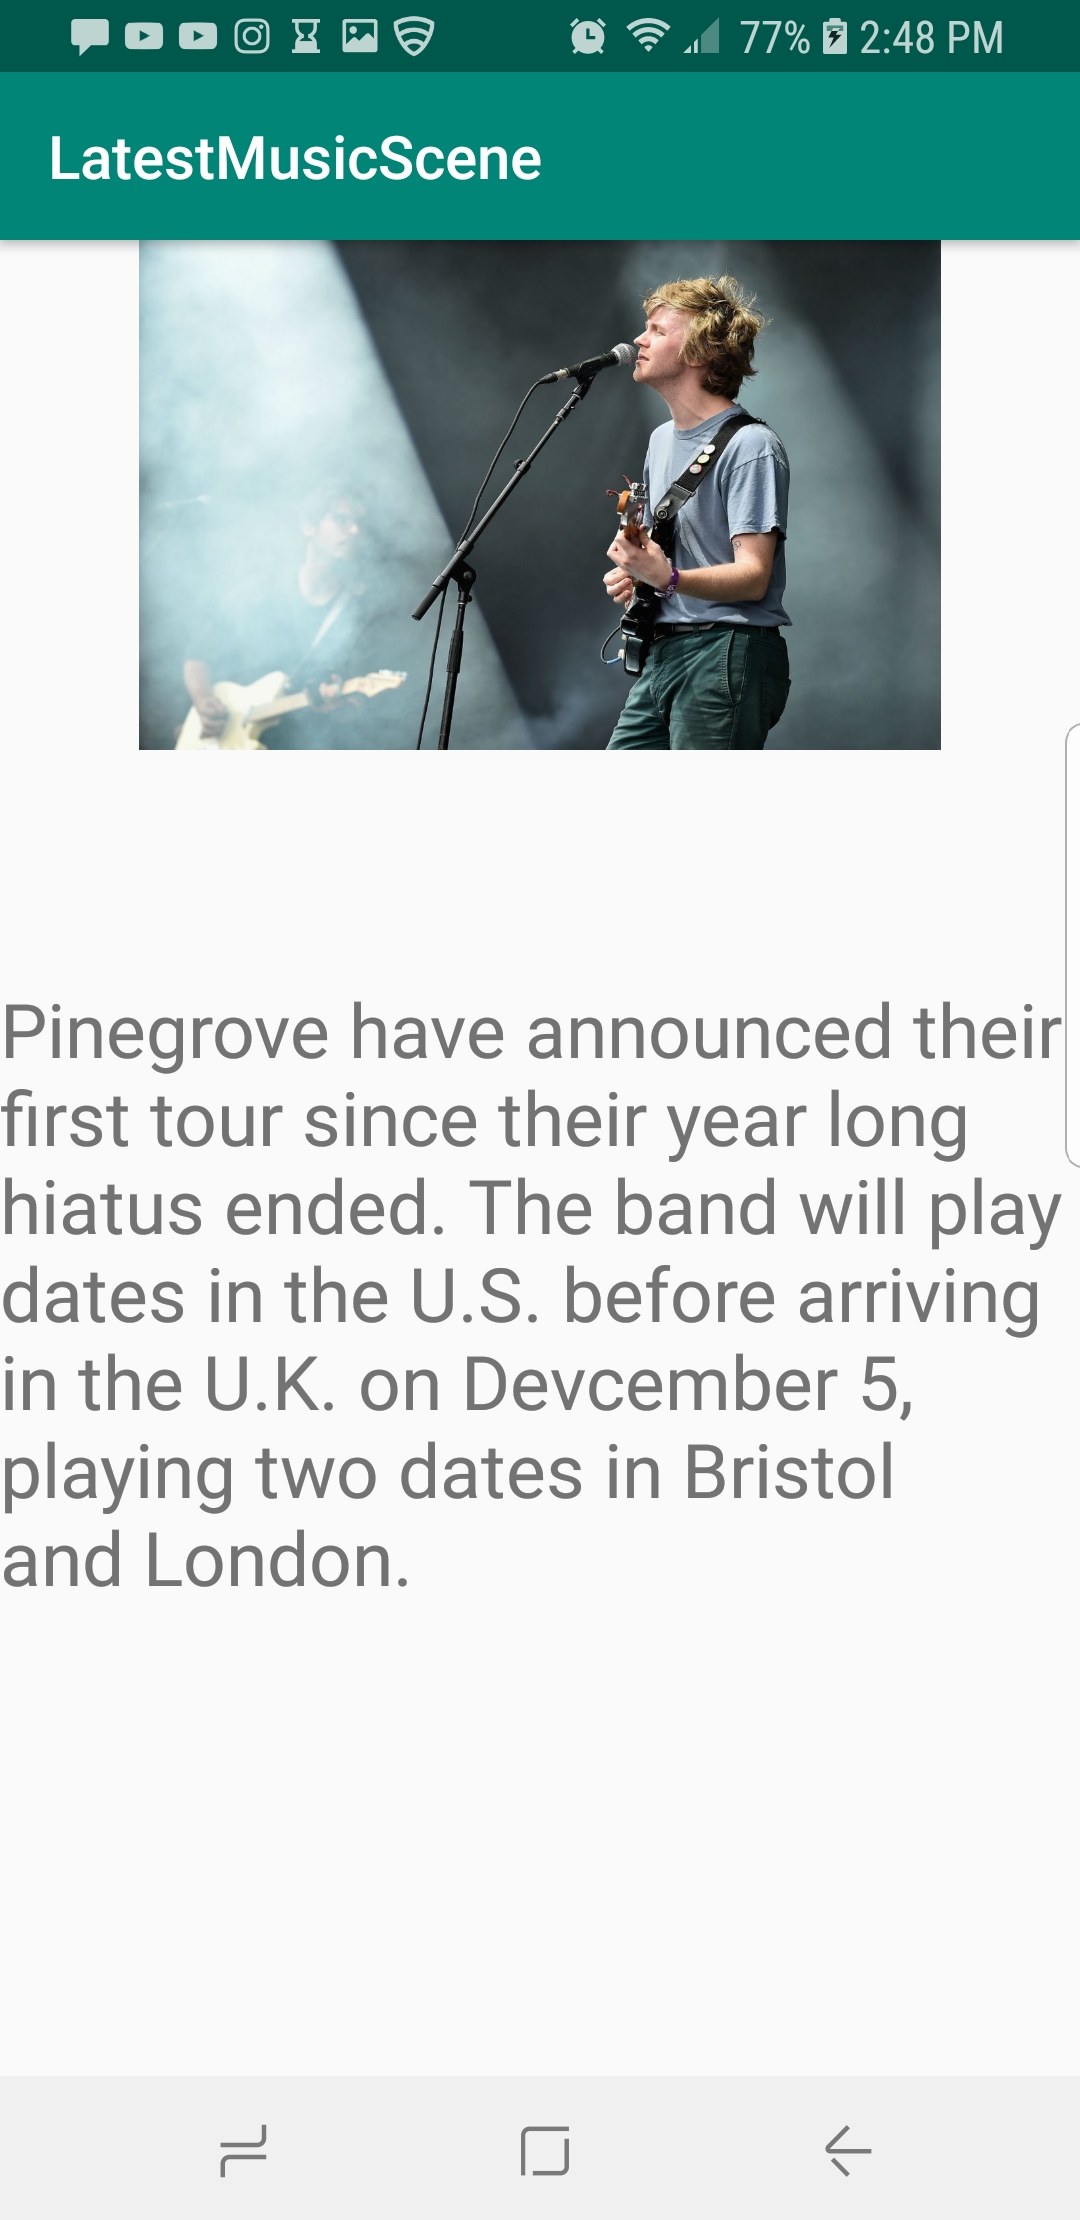 77% 2:48 PM
LatestMusicScene
Pinegrove have announced their
first tour since their year long
hiatus ended. The band will play
dates in the U.S. before arriving
in the U.K. on Devcember 5,
playing two dates in Bristol
and London.